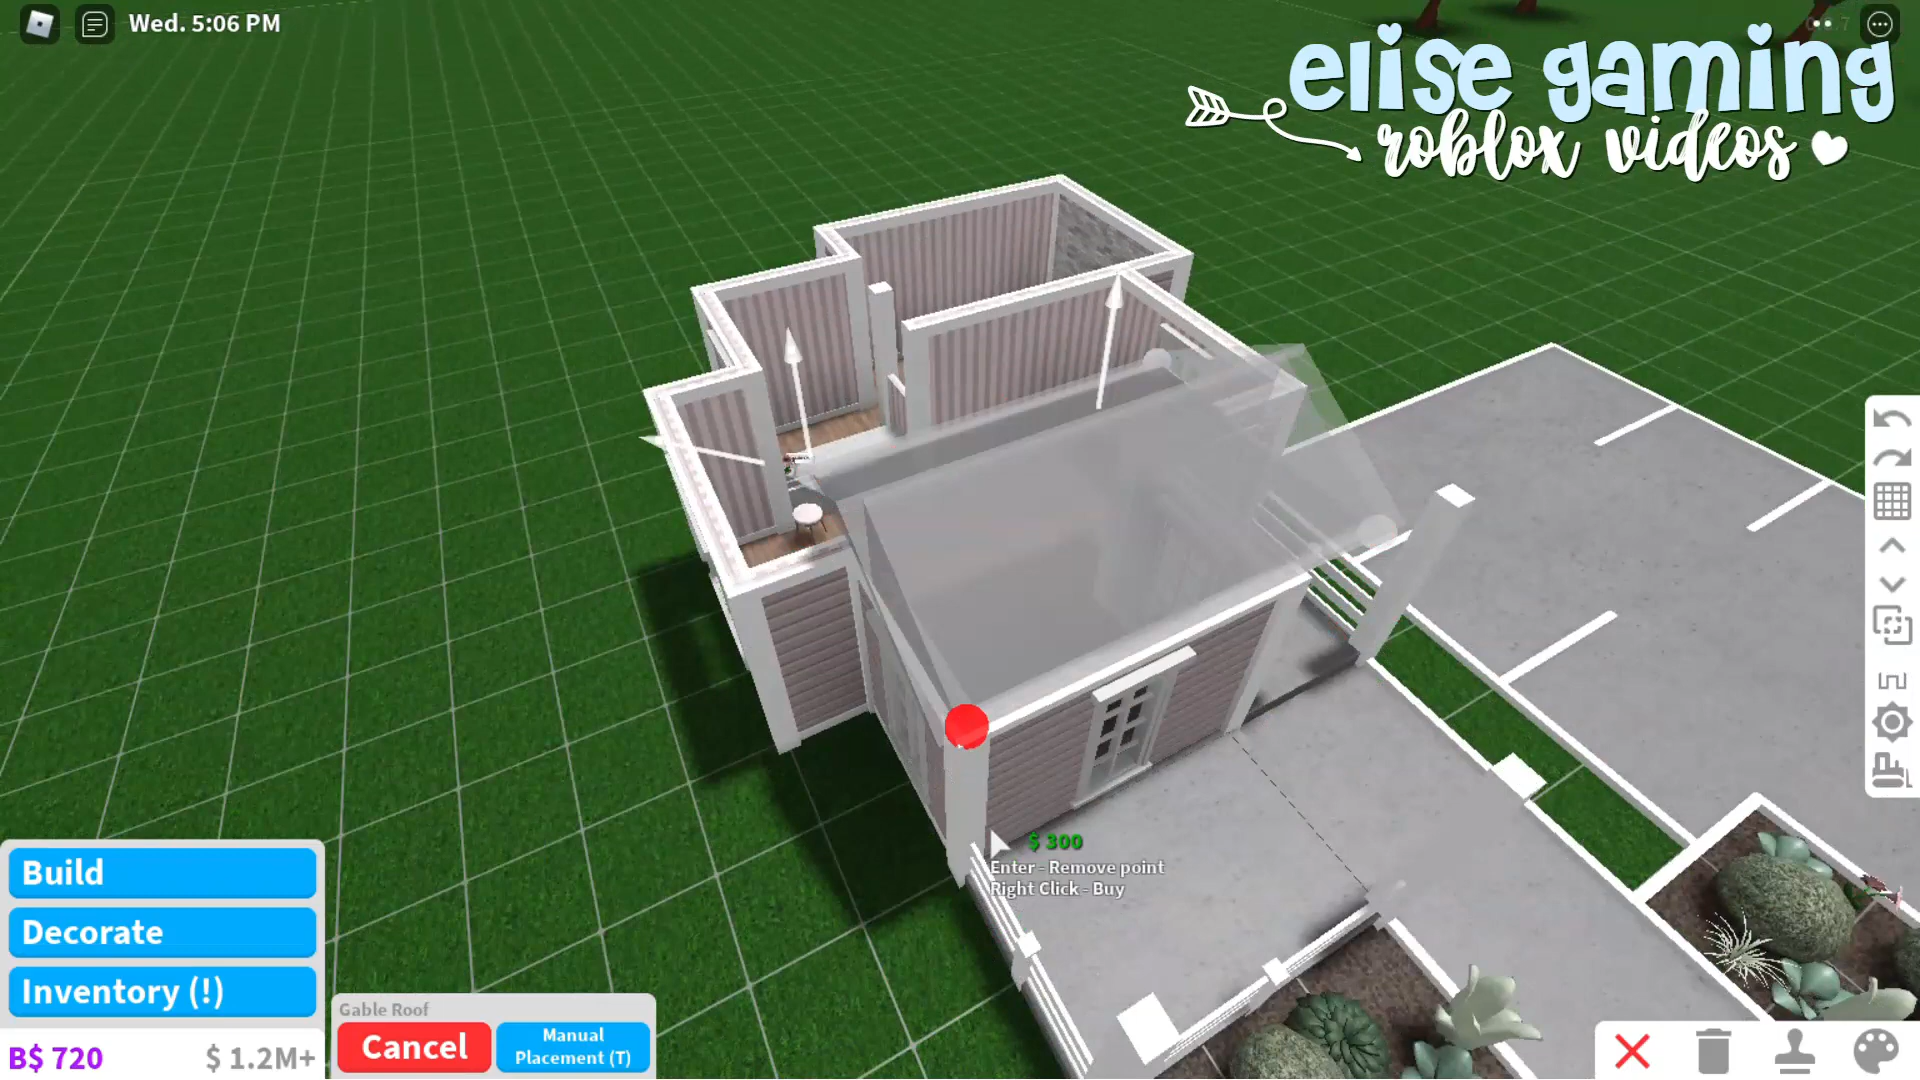 Wed. 5:06 PM
elise gaming
roblox videos
$ 300
Enter - Remove point
Right Click - Buy
Build
Decorate
Inventory (!)
B$ 720
$ 1.2M+
Gable Roof
Cancel
Manual
Placement (T)